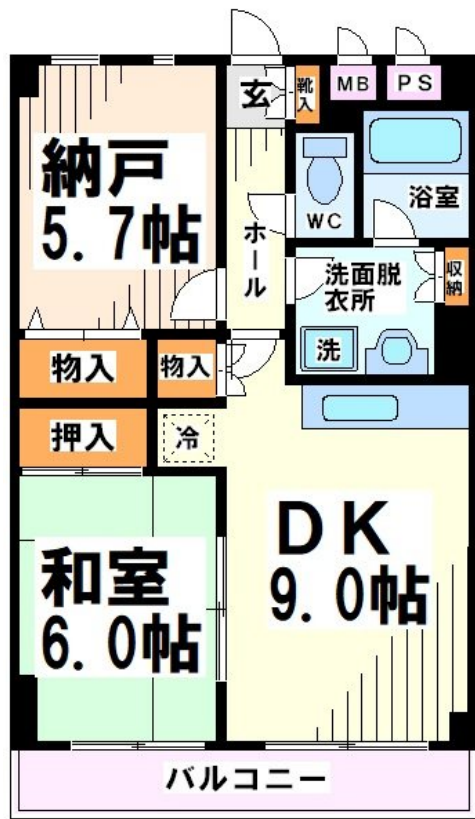 玄
靴入
MB
PS
納戸
5.7帖
ホール
WC
浴室
洗面脱
衣所
収納
洗
物入
物入
押入
冷
DK
9.0帖
和室
6.0帖
バルコニー